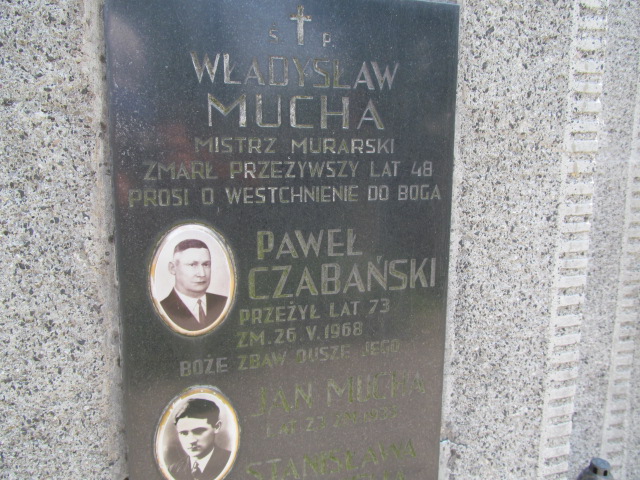 Ś P
WŁADYSŁAW
MUCHA
MISTRZ MURARSKI
ZMARŁ PRZEŻYWSZY LAT 48
PROSI O WESTCHNIENIE DO BOGA
PAWEŁ
CZABAŃSKI
PRZEŻYŁ LAT 73
ZM. 26 V. 1968
BOŻE ZBAW DUSZE JEGO
JAN MUCHA
STANISŁAWA